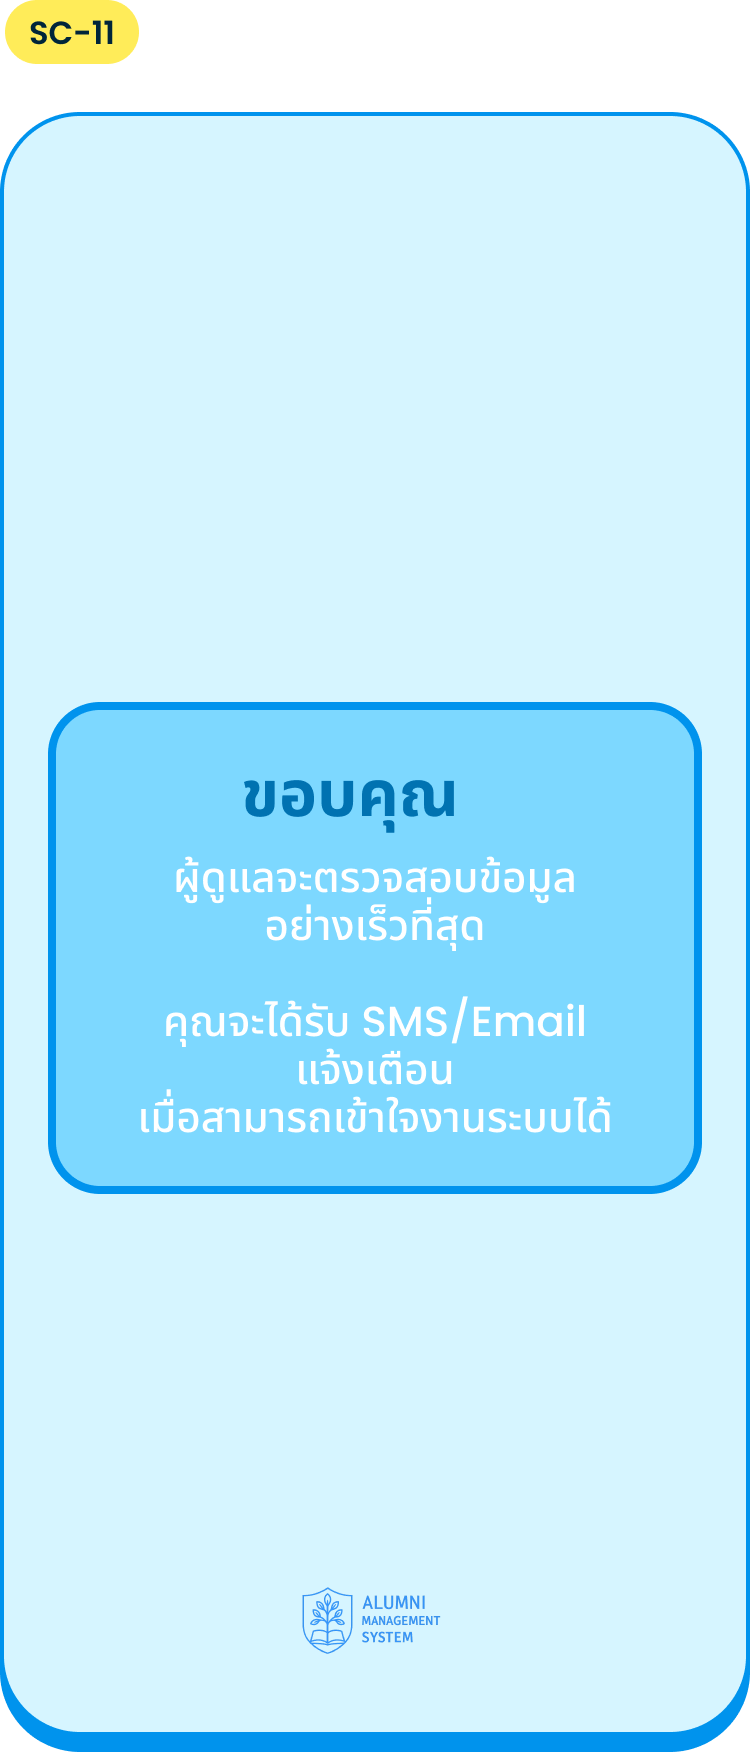 SC-11
ขอบคุณ
ผู้ดูแลจะตรวจสอบข้อมูล
อย่างเร็วที่สุด
คุณจะได้รับ SMS/Email
แจ้งเตือน
เมื่อสามารถเข้าใจงานระบบได้
ALUMNI
MANAGEMENT
SYSTEM